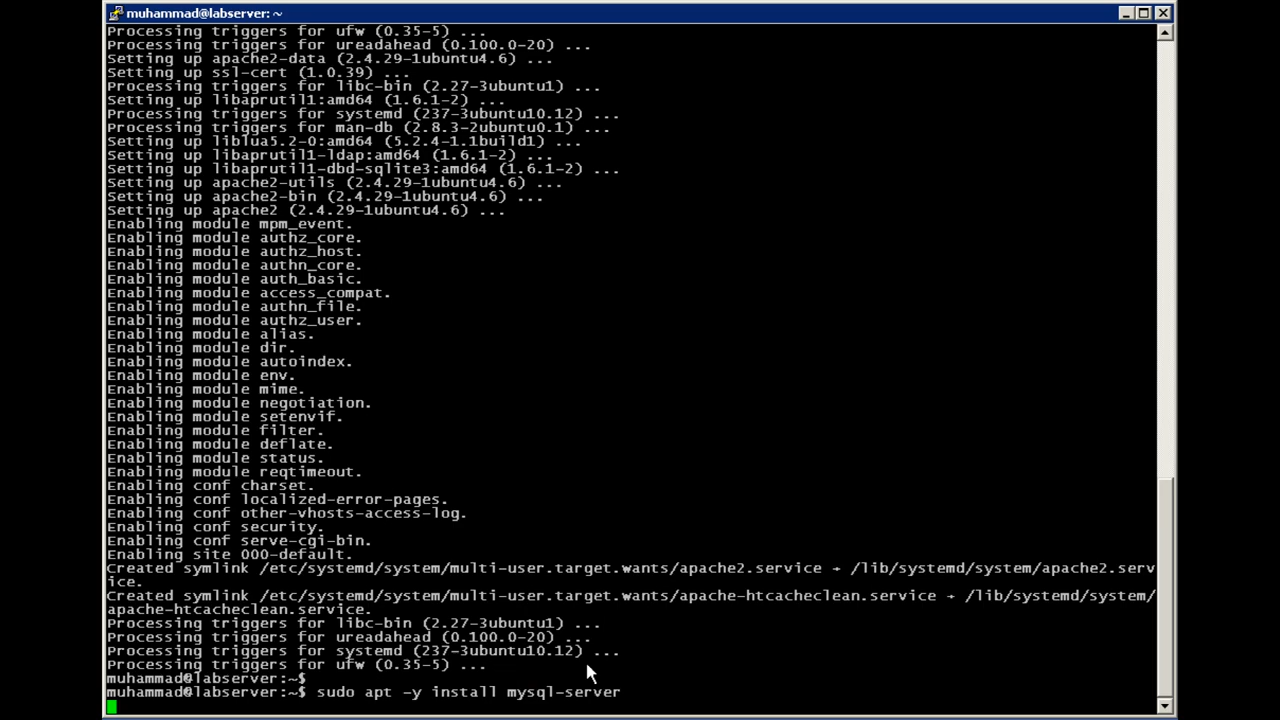 muhammad@labserver: ~
Processing triggers for ufw (0.35-5) ...
Processing triggers for ureadahead (0.100.0-20) ...
Setting up apache2-data (2.4.29-1ubuntu4.6) ...
Setting up ssl-cert (1.0.39) ...
Processing triggers for libc-bin (2.27-3ubuntu1) ...
Setting up libaprutil1:amd64 (1.6.1-2) ...
Processing triggers for systemd (237-3ubuntu10.12) ...
Processing triggers for man-db (2.8.3-2ubuntu0.1) ...
Setting up liblua5.2-0:amd64 (5.2.4-1.1build1) ...
Setting up libaprutil1-ldap:amd64 (1.6.1-2) ...
Setting up libaprutil1-dbd-sqlite3:amd64 (1.6.1-2) ...
Setting up apache2-utils (2.4.29-1ubuntu4.6) ...
Setting up apache2-bin (2.4.29-1ubuntu4.6) ...
Setting up apache2 (2.4.29-1ubuntu4.6) ...
Enabling module mpm_event.
Enabling module authz_core.
Enabling module authz_host.
Enabling module authn_core.
Enabling module auth_basic.
Enabling module access_compat.
Enabling module authn_file.
Enabling module authz_user.
Enabling module alias.
Enabling module dir.
Enabling module autoindex.
Enabling module env.
Enabling module mime.
Enabling module negotiation.
Enabling module setenvif.
Enabling module filter.
Enabling module deflate.
Enabling module status.
Enabling module reqtimeout.
Enabling conf charset.
Enabling conf localized-error-pages.
Enabling conf other-vhosts-access-log.
Enabling conf security.
Enabling conf serve-cgi-bin.
Enabling site 000-default.
Created symlink /etc/systemd/system/multi-user.target.wants/apache2.service → /lib/systemd/system/apache2.serv
ice.
Created symlink /etc/systemd/system/multi-user.target.wants/apache-htcacheclean.service → /lib/systemd/system/
apache-htcacheclean.service.
Processing triggers for libc-bin (2.27-3ubuntu1) ...
Processing triggers for ureadahead (0.100.0-20) ...
Processing triggers for systemd (237-3ubuntu10.12) ...
Processing triggers for ufw (0.35-5) ...
muhammad@labserver:~$
muhammad@labserver:~$ sudo apt -y install mysql-server